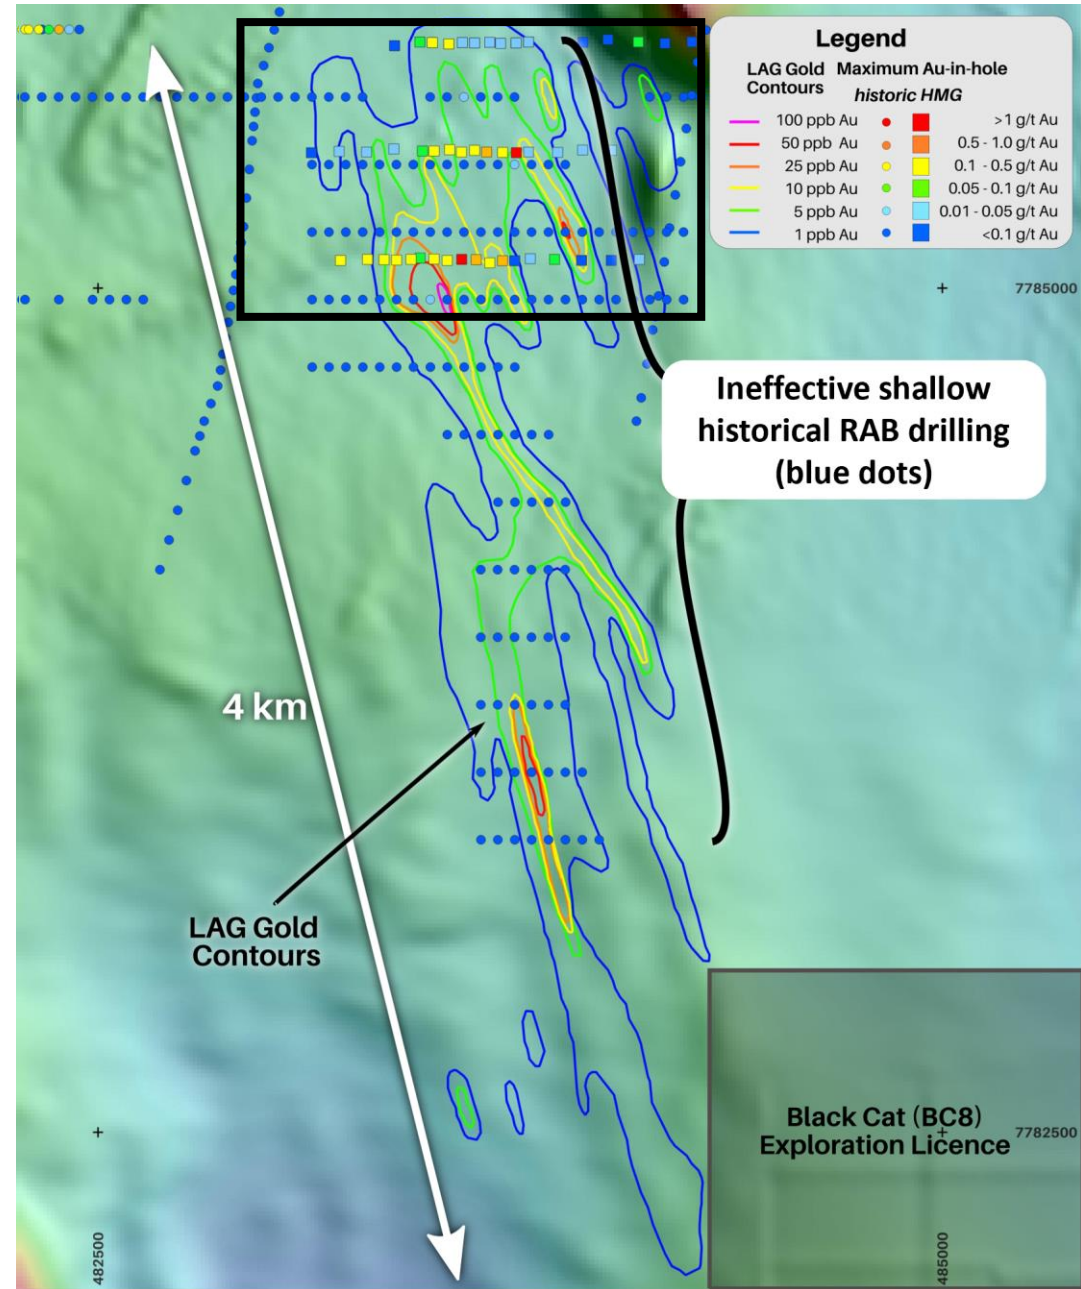 Legend
LAG Gold Contours
Maximum Au-in-hole
historic HMG
100 ppb Au
>1 g/t Au
50 ppb Au
0.5 - 1.0 g/t Au
25 ppb Au
0.1 - 0.5 g/t Au
10 ppb Au
0.05 - 0.1 g/t Au
5 ppb Au
0.01 - 0.05 g/t Au
1 ppb Au
<0.1 g/t Au
7785000
Ineffective shallow
historical RAB drilling
(blue dots)
4 km
LAG Gold
Contours
Black Cat (BC8)
Exploration Licence
7782500
482500
485000